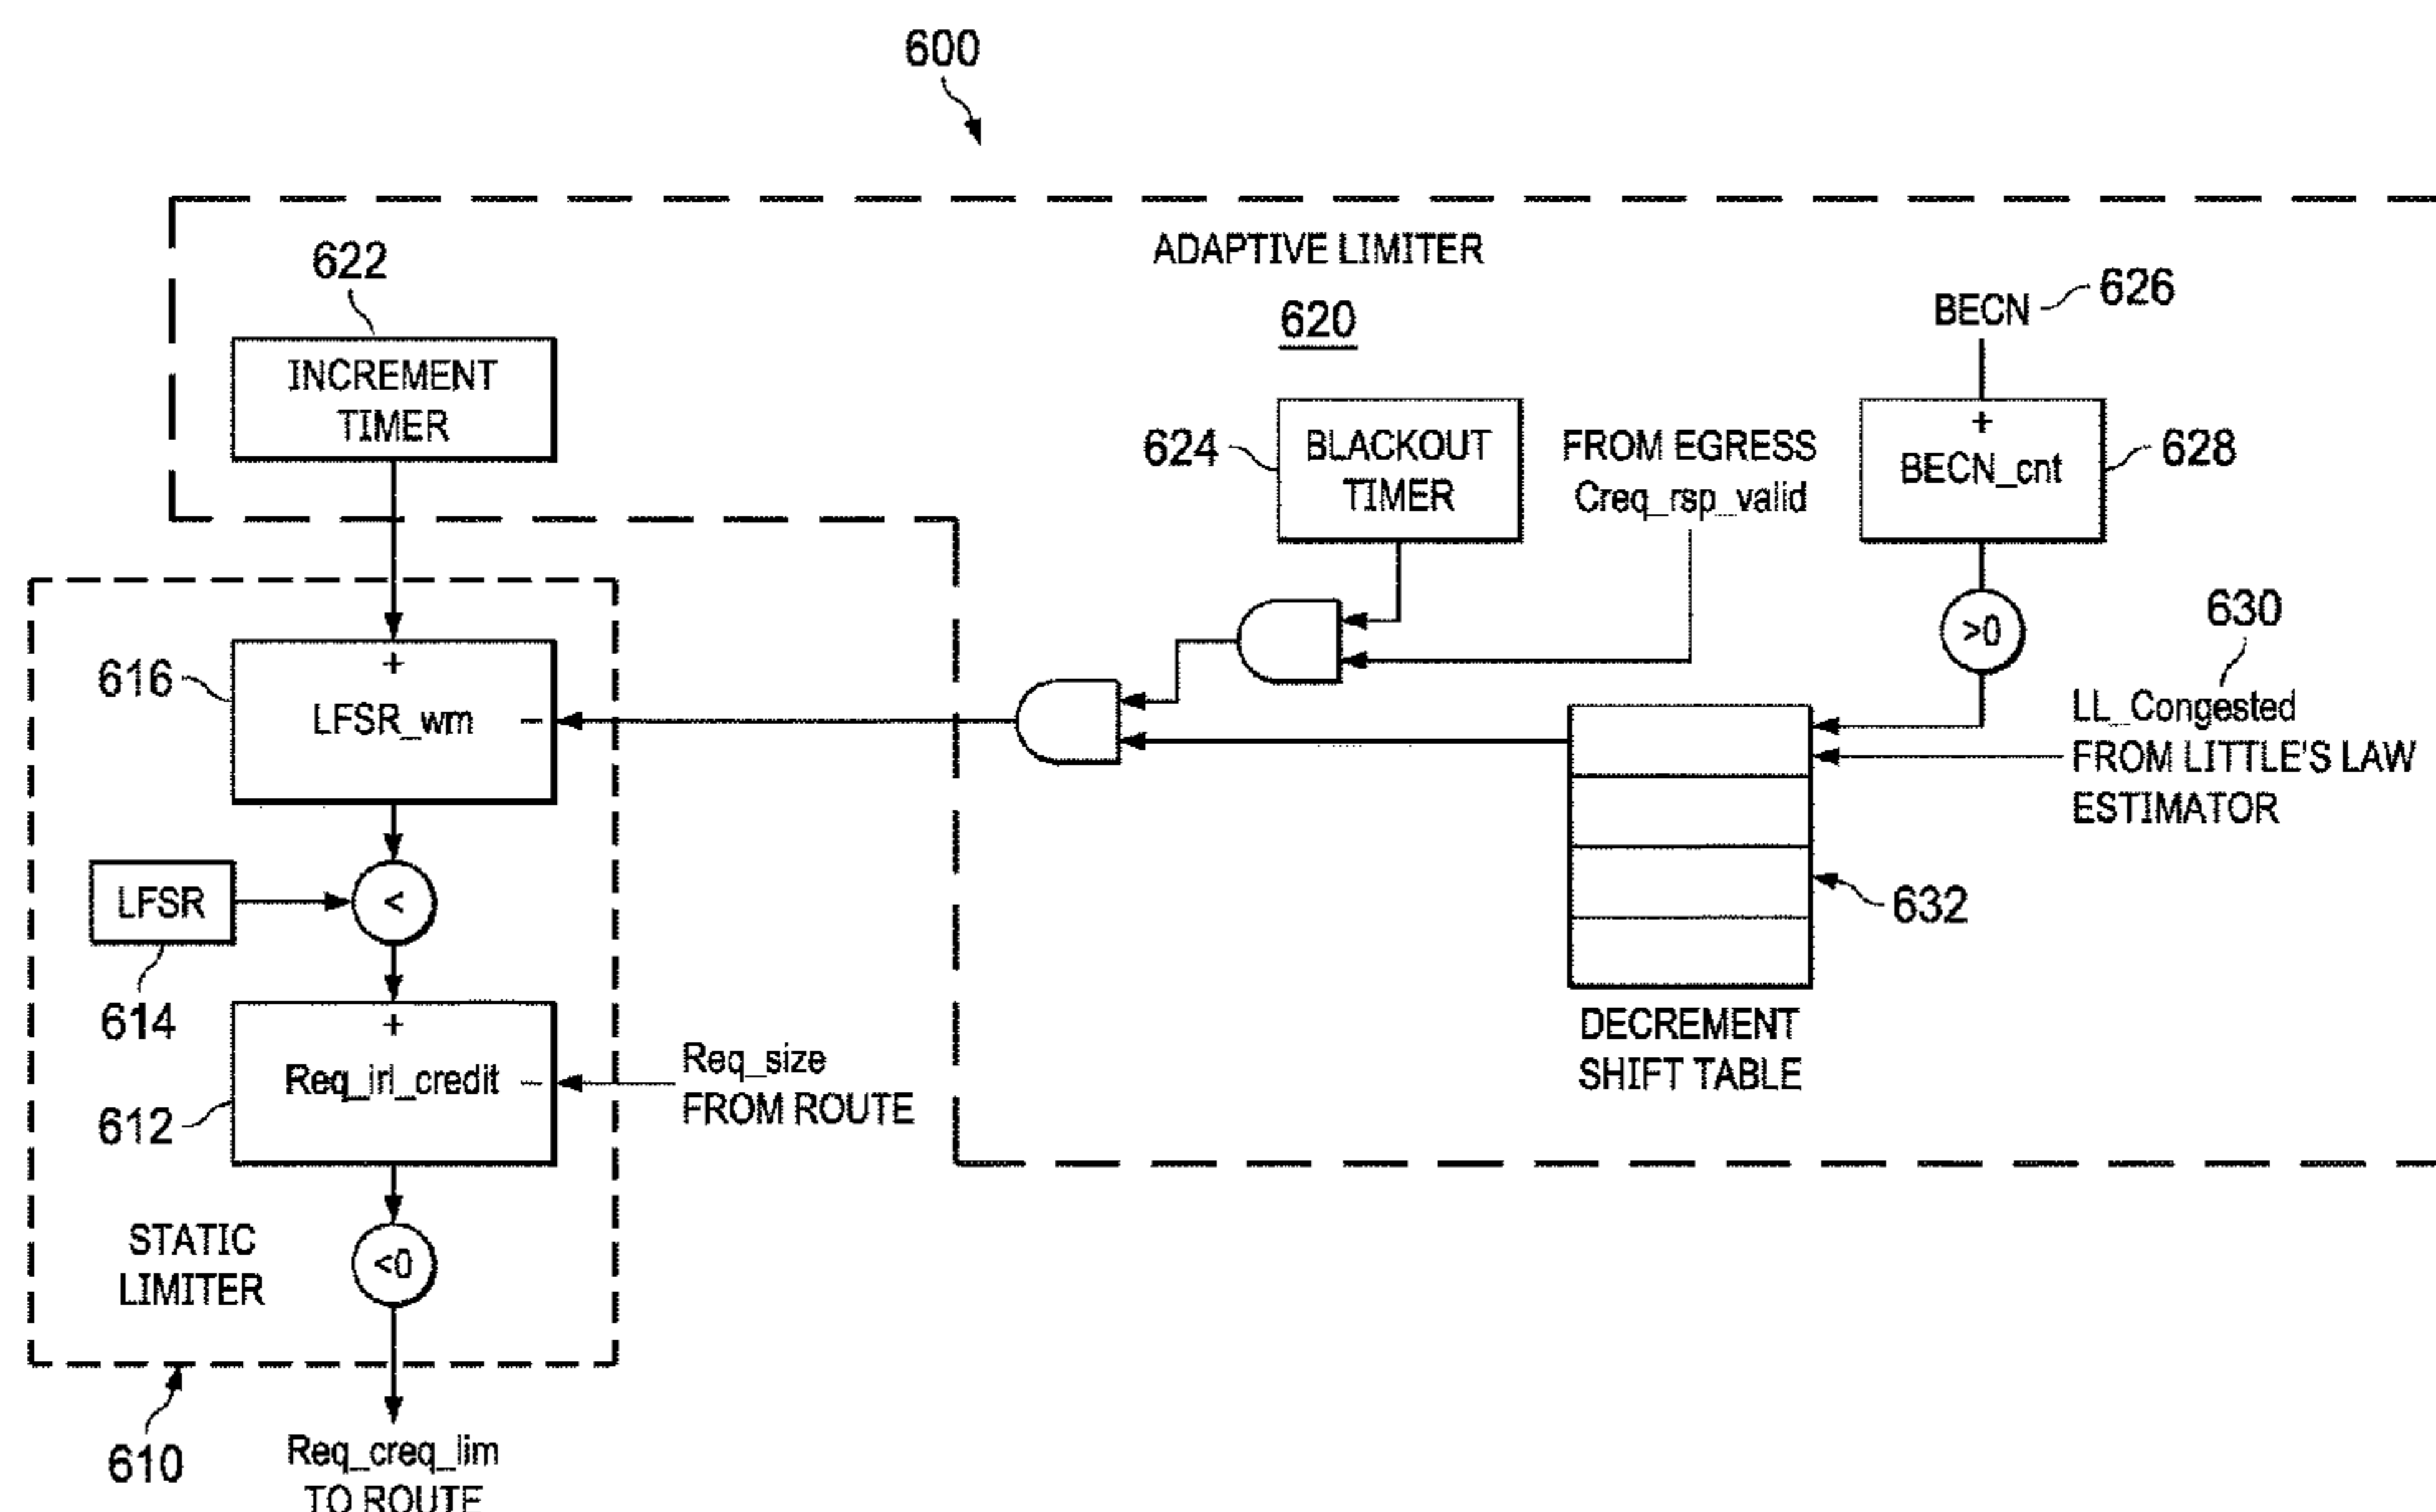 600
ADAPTIVE LIMITER
620
622
INCREMENT
TIMER
BECN
626
624
BLACKOUT
TIMER
FROM EGRESS
Creq_rsp_valid
+
BECN_cnt
628
>0
630
LL_Congested
FROM LITTLE'S LAW
ESTIMATOR
616
+
LFSR_wm
−
LFSR
<
614
632
DECREMENT
SHIFT TABLE
+
Req_irl_credit
−
612
Req_size
FROM ROUTE
STATIC
LIMITER
<0
610
Req_creq_lim
TO ROUTE